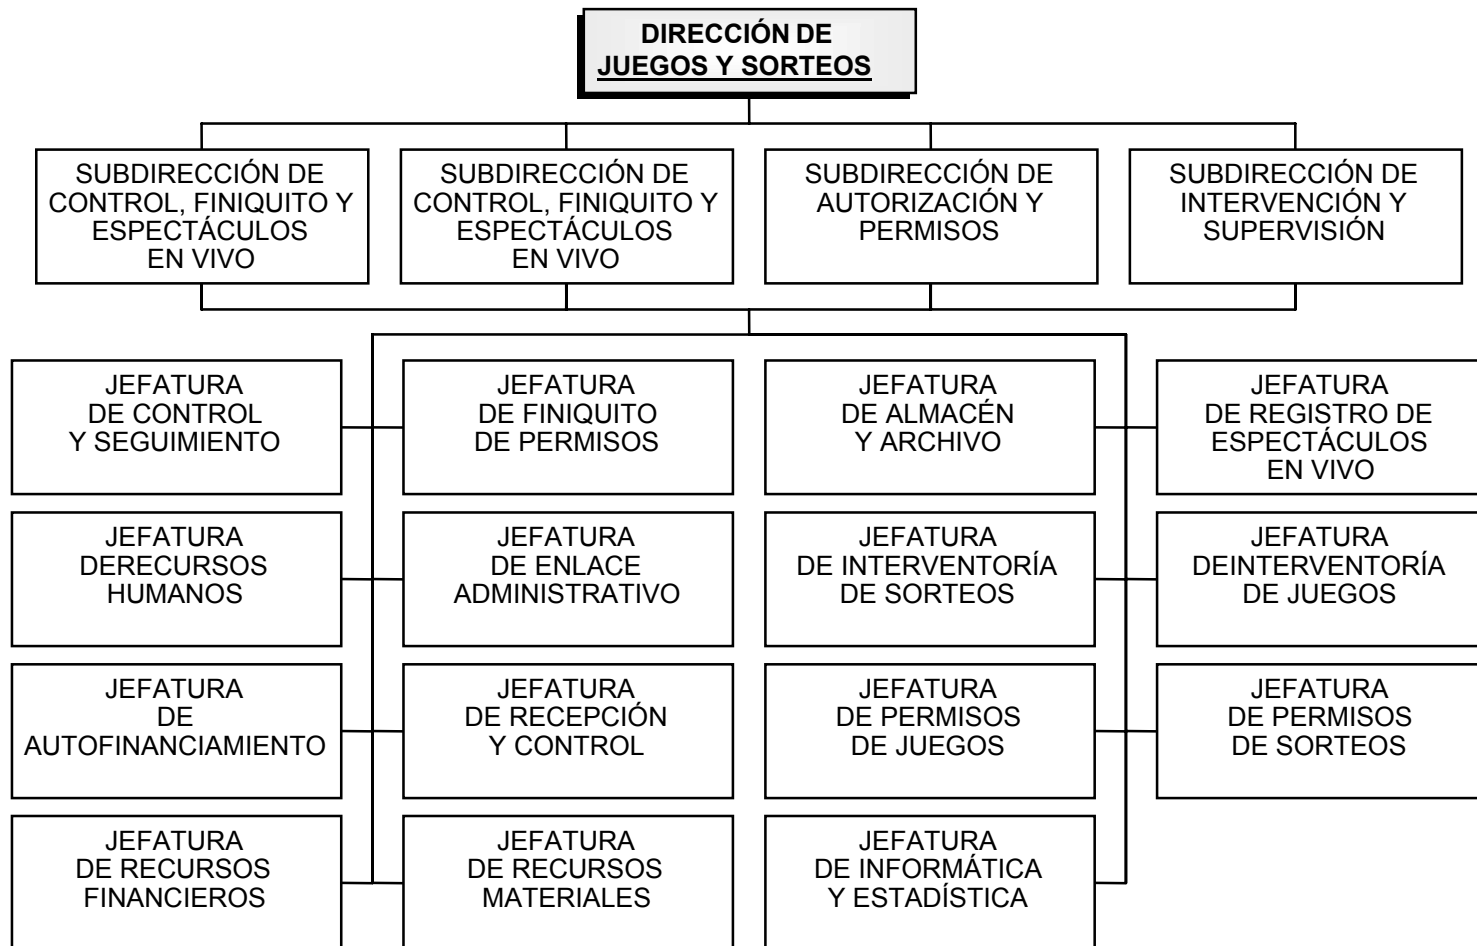 DIRECCIÓN DE
JUEGOS Y SORTEOS
SUBDIRECCIÓN DE
CONTROL, FINIQUITO Y
ESPECTÁCULOS
EN VIVO
SUBDIRECCIÓN DE
CONTROL, FINIQUITO Y
ESPECTÁCULOS
EN VIVO
SUBDIRECCIÓN DE
AUTORIZACIÓN Y
PERMISOS
SUBDIRECCIÓN DE
INTERVENCIÓN Y
SUPERVISIÓN
JEFATURA
DE CONTROL
Y SEGUIMIENTO
JEFATURA
DE FINIQUITO
DE PERMISOS
JEFATURA
DE ALMACÉN
Y ARCHIVO
JEFATURA
DE REGISTRO DE
ESPECTÁCULOS
EN VIVO
JEFATURA
DERECURSOS
HUMANOS
JEFATURA
DE ENLACE
ADMINISTRATIVO
JEFATURA
DE INTERVENTORÍA
DE SORTEOS
JEFATURA
DEINTERVENTORÍA
DE JUEGOS
JEFATURA
DE
AUTOFINANCIAMIENTO
JEFATURA
DE RECEPCIÓN
Y CONTROL
JEFATURA
DE PERMISOS
DE JUEGOS
JEFATURA
DE PERMISOS
DE SORTEOS
JEFATURA
DE RECURSOS
FINANCIEROS
JEFATURA
DE RECURSOS
MATERIALES
JEFATURA
DE INFORMÁTICA
Y ESTADÍSTICA